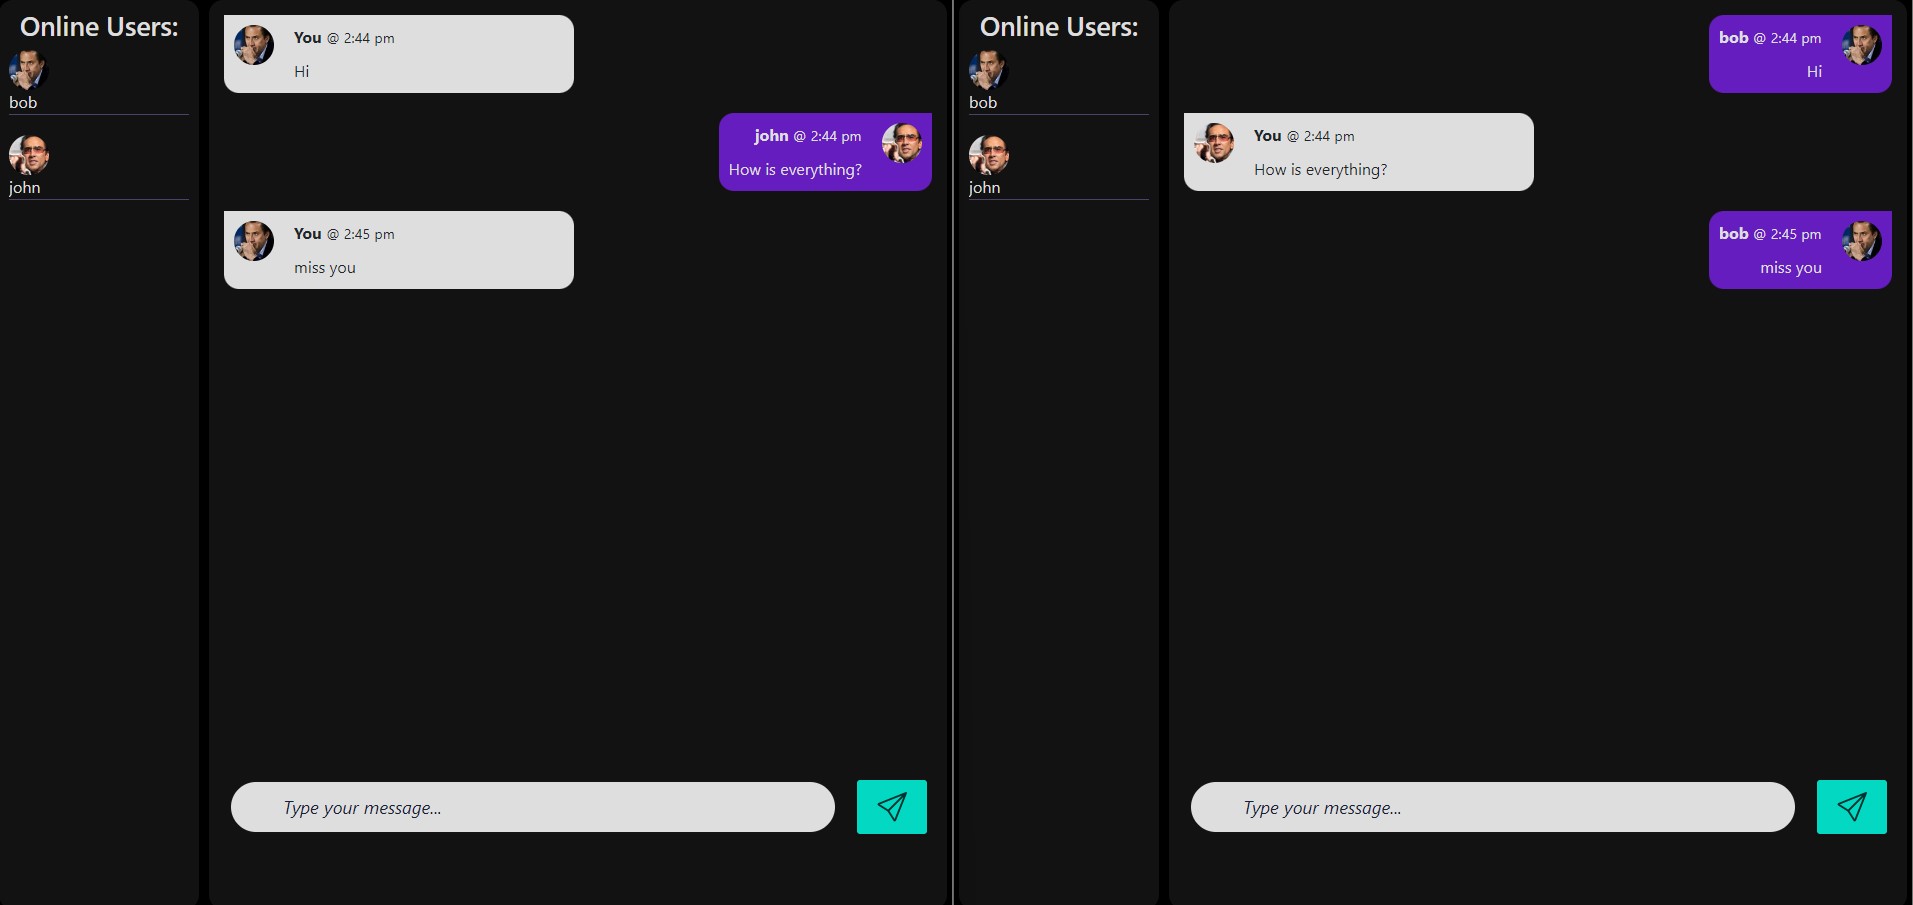 Online Users:
bob
john
You @ 2:44 pm
Hi
john @ 2:44 pm
How is everything?
You @ 2:45 pm
miss you
Type your message...
Online Users:
bob
john
bob @ 2:44 pm
Hi
You @ 2:44 pm
How is everything?
bob @ 2:45 pm
miss you
Type your message...